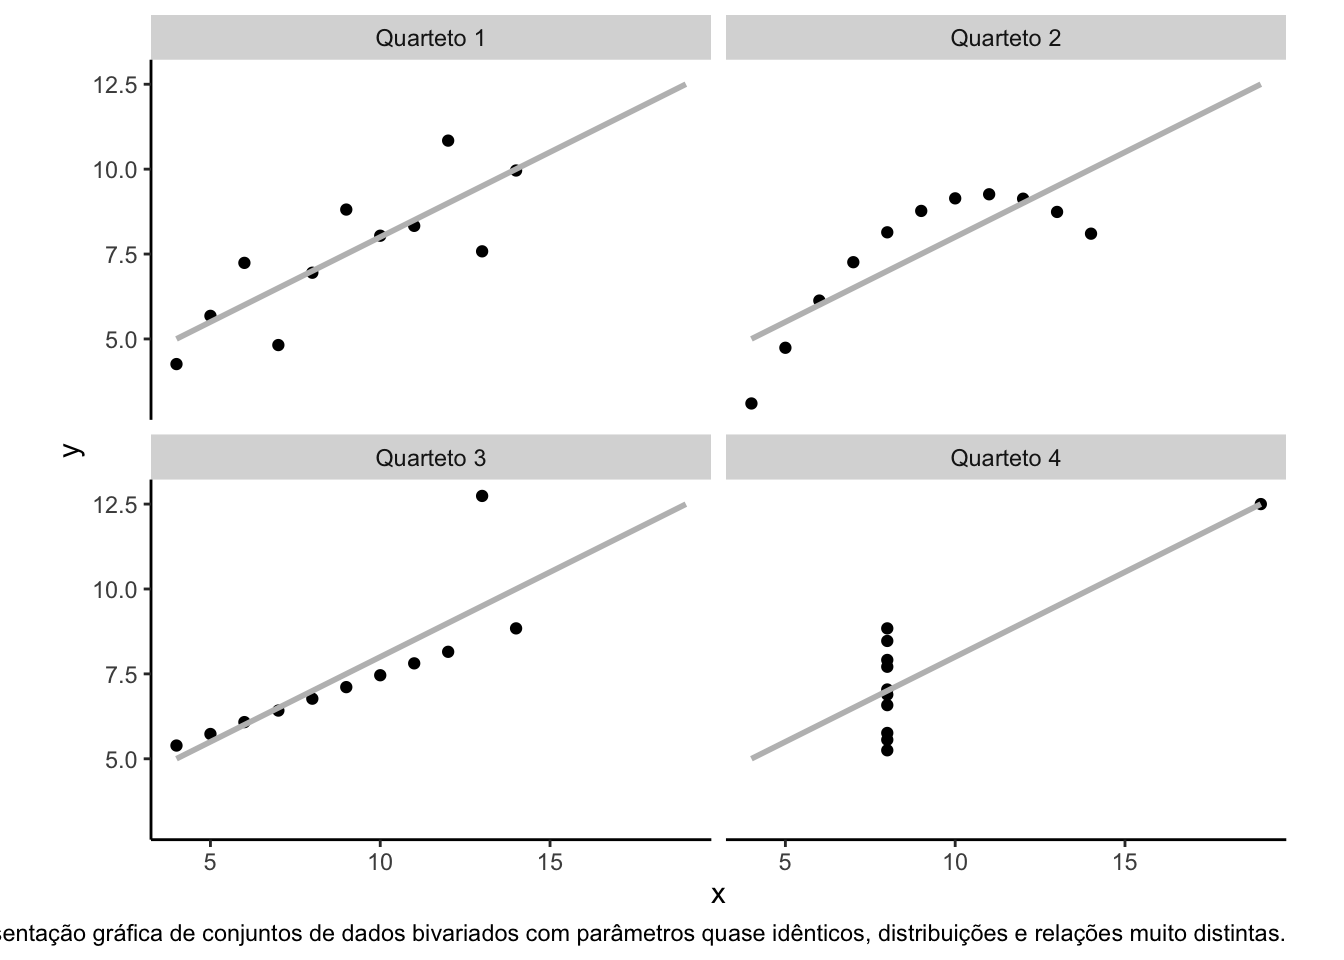 Quarteto 1
Quarteto 2
12.5
10.0
7.5
5.0
y
Quarteto 3
Quarteto 4
12.5
10.0
7.5
5.0
5 10 15
5 10 15
x
gráfica de conjuntos de dados bivariados com parâmetros quase idênticos, distribuições e relações muito distintas.